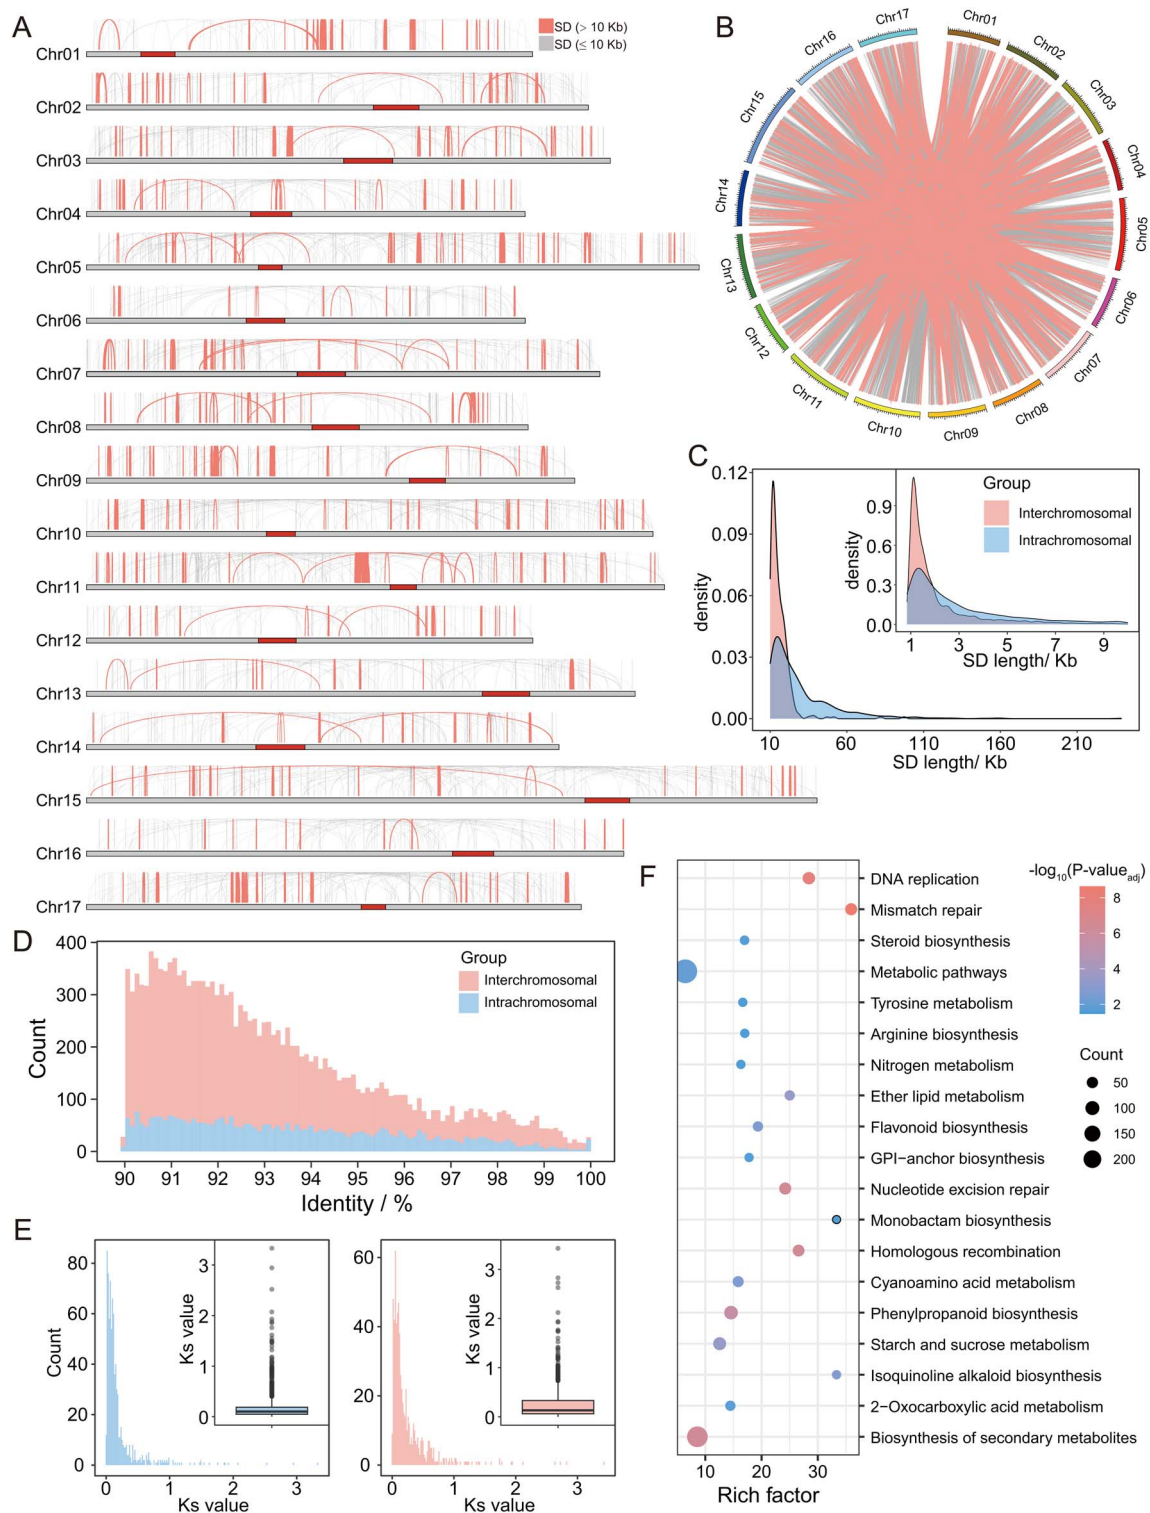 A
SD (> 10 Kb)
SD (≤ 10 Kb)
Chr01
Chr02
Chr03
Chr04
Chr05
Chr06
Chr07
Chr08
Chr09
Chr10
Chr11
Chr12
Chr13
Chr14
Chr15
Chr16
Chr17
B
Chr01
Chr02
Chr03
Chr04
Chr05
Chr06
Chr07
Chr08
Chr09
Chr10
Chr11
Chr12
Chr13
Chr14
Chr15
Chr16
Chr17
C
0.12
0.09
0.06
0.03
0.00
density
10 60 110 160 210
SD length/ Kb
0.9
0.6
0.3
0.0
density
1 3 5 7 9
SD length/ Kb
Group
Interchromosomal
Intrachromosomal
D
400
300
200
100
0
Count
90 91 92 93 94 95 96 97 98 99 100
Identity / %
Group
Interchromosomal
Intrachromosomal
E
80
60
40
20
0
Count
0 1 2 3
Ks value
3
2
1
0
Ks value
60
40
20
0
0 1 2 3
Ks value
3
2
1
0
Ks value
F
DNA replication
Mismatch repair
Steroid biosynthesis
Metabolic pathways
Tyrosine metabolism
Arginine biosynthesis
Nitrogen metabolism
Ether lipid metabolism
Flavonoid biosynthesis
GPI−anchor biosynthesis
Nucleotide excision repair
Monobactam biosynthesis
Homologous recombination
Cyanoamino acid metabolism
Phenylpropanoid biosynthesis
Starch and sucrose metabolism
Isoquinoline alkaloid biosynthesis
2−Oxocarboxylic acid metabolism
Biosynthesis of secondary metabolites
10 20 30
Rich factor
-log10(P-valueadj)
8
6
4
2
Count
50
100
150
200